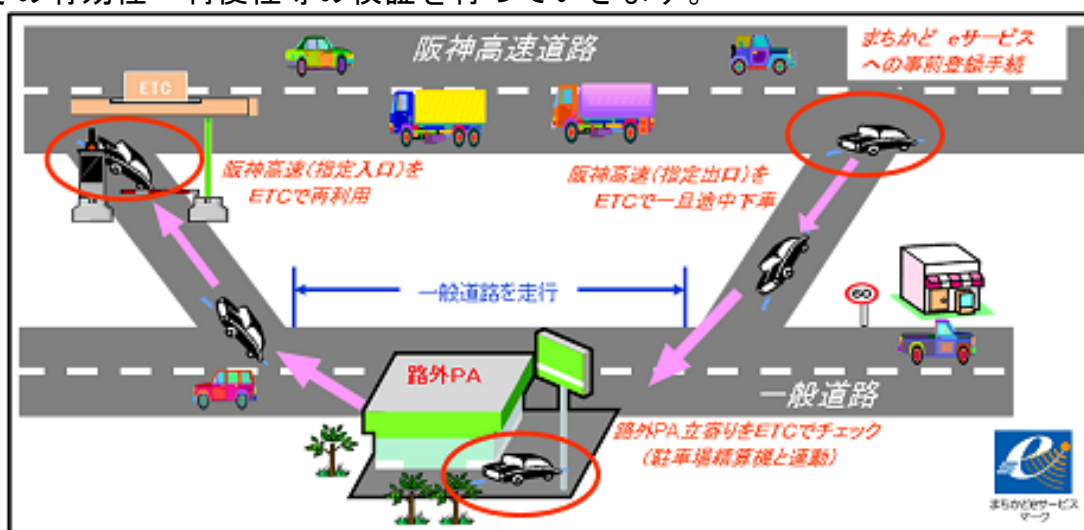 の有効性・利便性等の検証を行っていきます。
阪神高速道路
まちかど eサービス
への事前登録手続
ETC
阪神高速(指定入口)を
ETCで再利用
阪神高速(指定出口)を
ETCで一旦途中下車
一般道路を走行
60
路外PA
一般道路
路外PA立寄りをETCでチェック
(駐車場精算機と連動)
まちかどeサービス
マーク